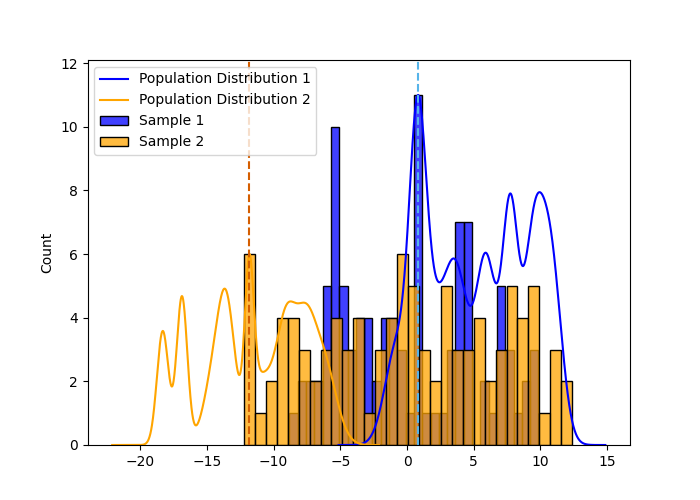 Population Distribution 1
Population Distribution 2
Sample 1
Sample 2
Count
12
10
8
6
4
2
0
−20 −15 −10 −5 0 5 10 15